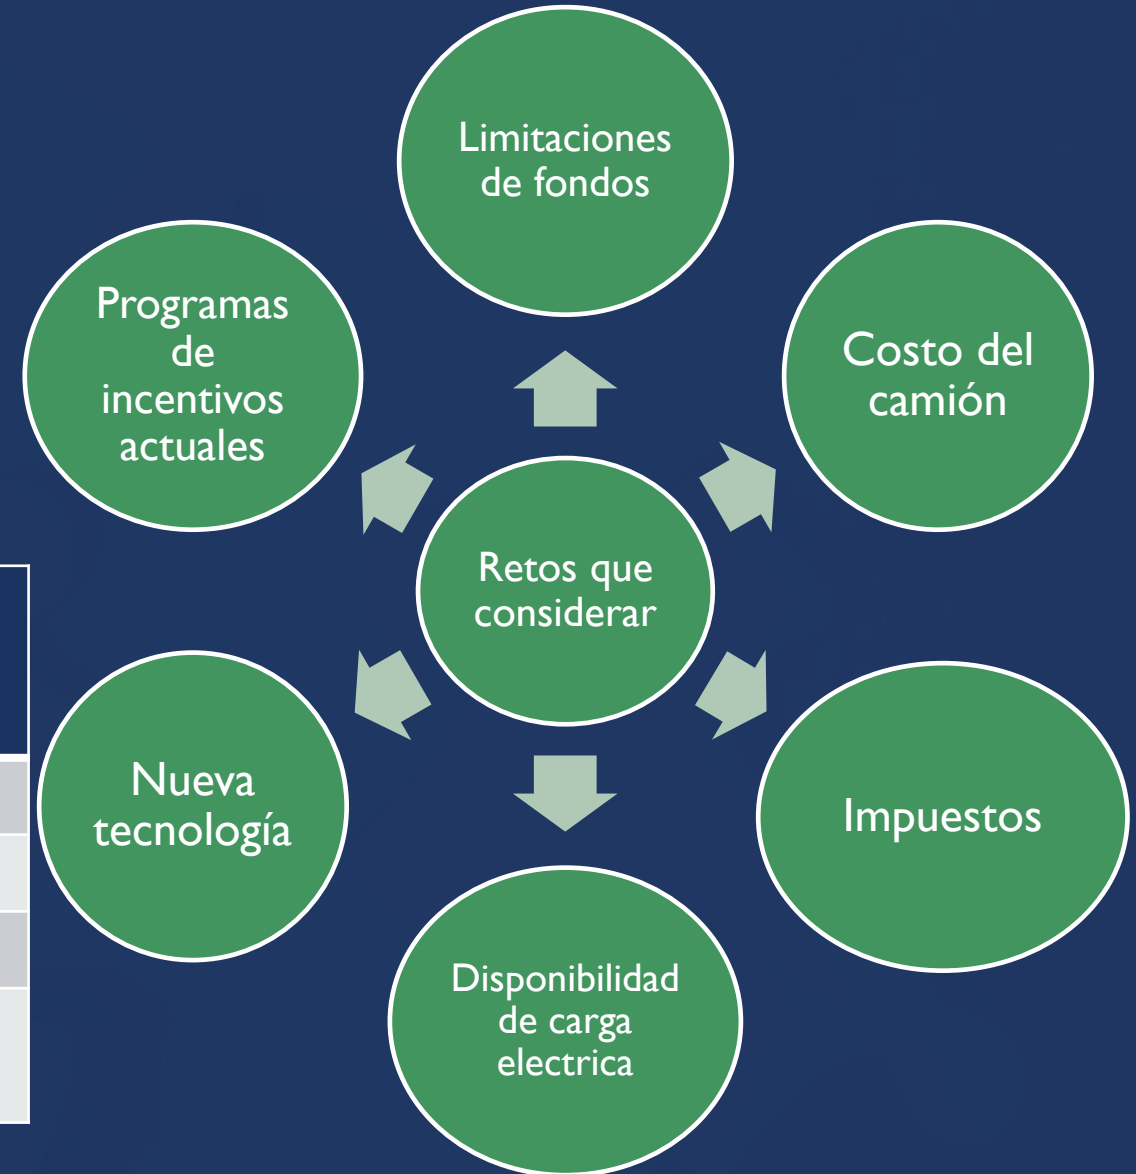 Limitaciones
de fondos
Programas
de
incentivos
actuales
Costo del
camión
Retos que
considerar
Nueva
tecnología
Impuestos
Disponibilidad
de carga
electrica